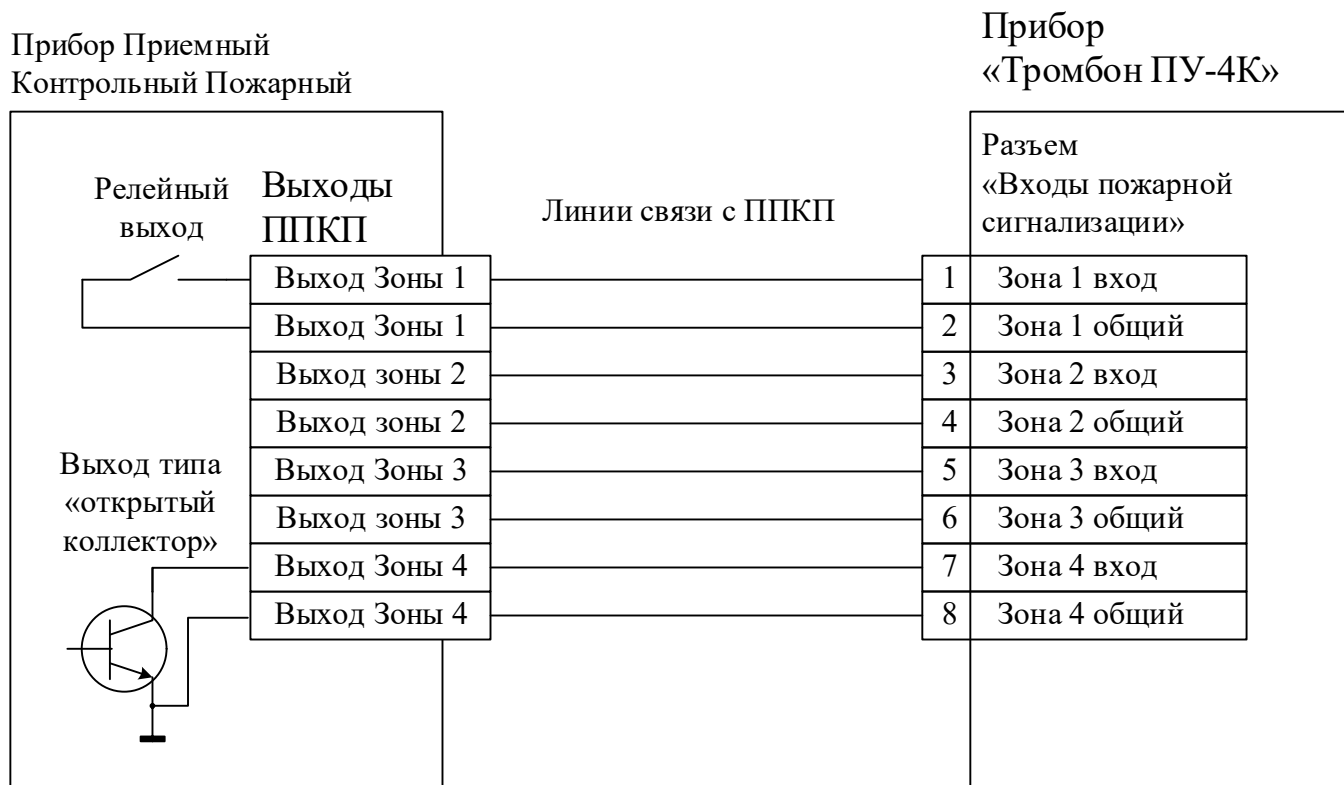 Прибор Приемный
Контрольный Пожарный
Прибор
«Тромбон ПУ-4К»
Релейный
выход
Выходы
ППКП
Линии связи с ППКП
Разъем
«Входы пожарной
сигнализации»
Выход Зоны 1
1 Зона 1 вход
Выход Зоны 1
2 Зона 1 общий
Выход зоны 2
3 Зона 2 вход
Выход зоны 2
4 Зона 2 общий
Выход типа
«открытый
коллектор»
Выход Зоны 3
5 Зона 3 вход
Выход зоны 3
6 Зона 3 общий
Выход Зоны 4
7 Зона 4 вход
Выход Зоны 4
8 Зона 4 общий